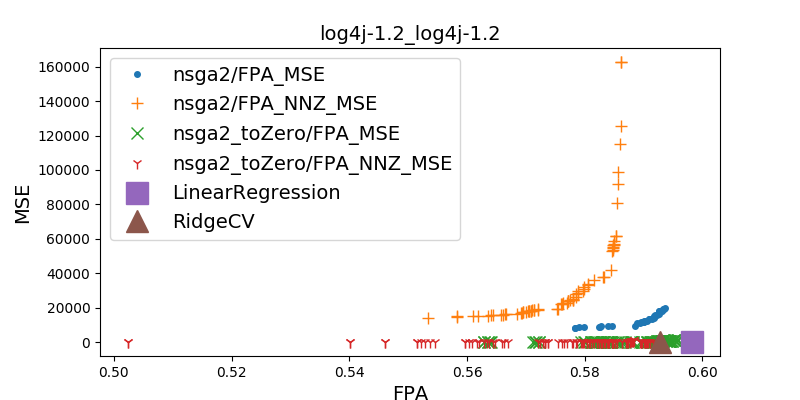 log4j-1.2_log4j-1.2
MSE
160000
140000
120000
100000
80000
60000
40000
20000
0
nsga2/FPA_MSE
nsga2/FPA_NNZ_MSE
nsga2_toZero/FPA_MSE
nsga2_toZero/FPA_NNZ_MSE
LinearRegression
RidgeCV
0.50 0.52 0.54 0.56 0.58 0.60
FPA